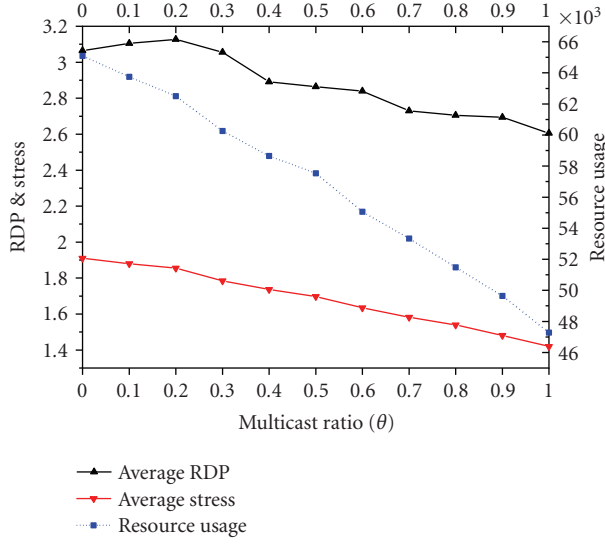 0 0.1 0.2 0.3 0.4 0.5 0.6 0.7 0.8 0.9 1
×10³
3.2
3
2.8
2.6
2.4
2.2
2
1.8
1.6
1.4
RDP & stress
66
64
62
60
58
56
54
52
50
48
46
Resource usage
0 0.1 0.2 0.3 0.4 0.5 0.6 0.7 0.8 0.9 1
Multicast ratio (θ)
Average RDP
Average stress
Resource usage